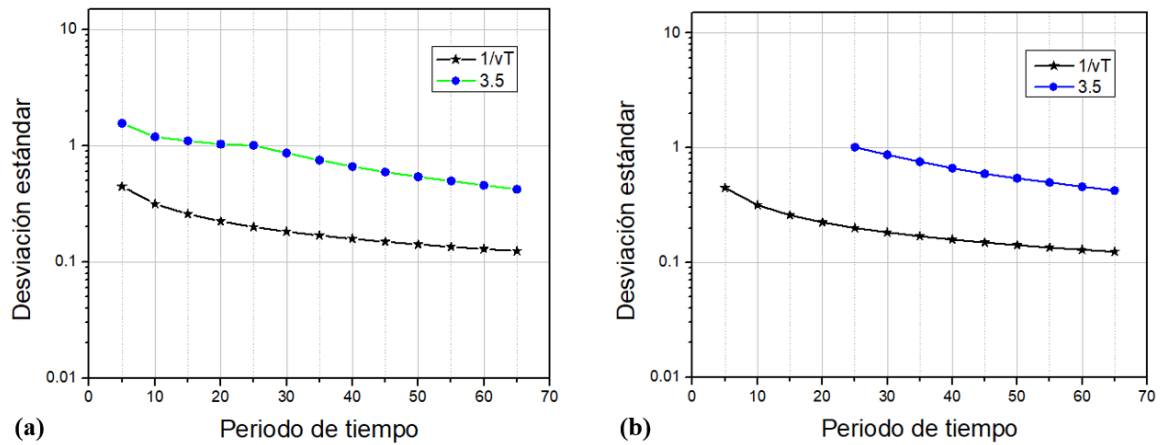 10
1
0.1
0.01
0 10 20 30 40 50 60 70
Desviación estándar
Periodo de tiempo
1/vT
3.5
(a)
10
1
0.1
0.01
0 10 20 30 40 50 60 70
Desviación estándar
Periodo de tiempo
1/vT
3.5
(b)